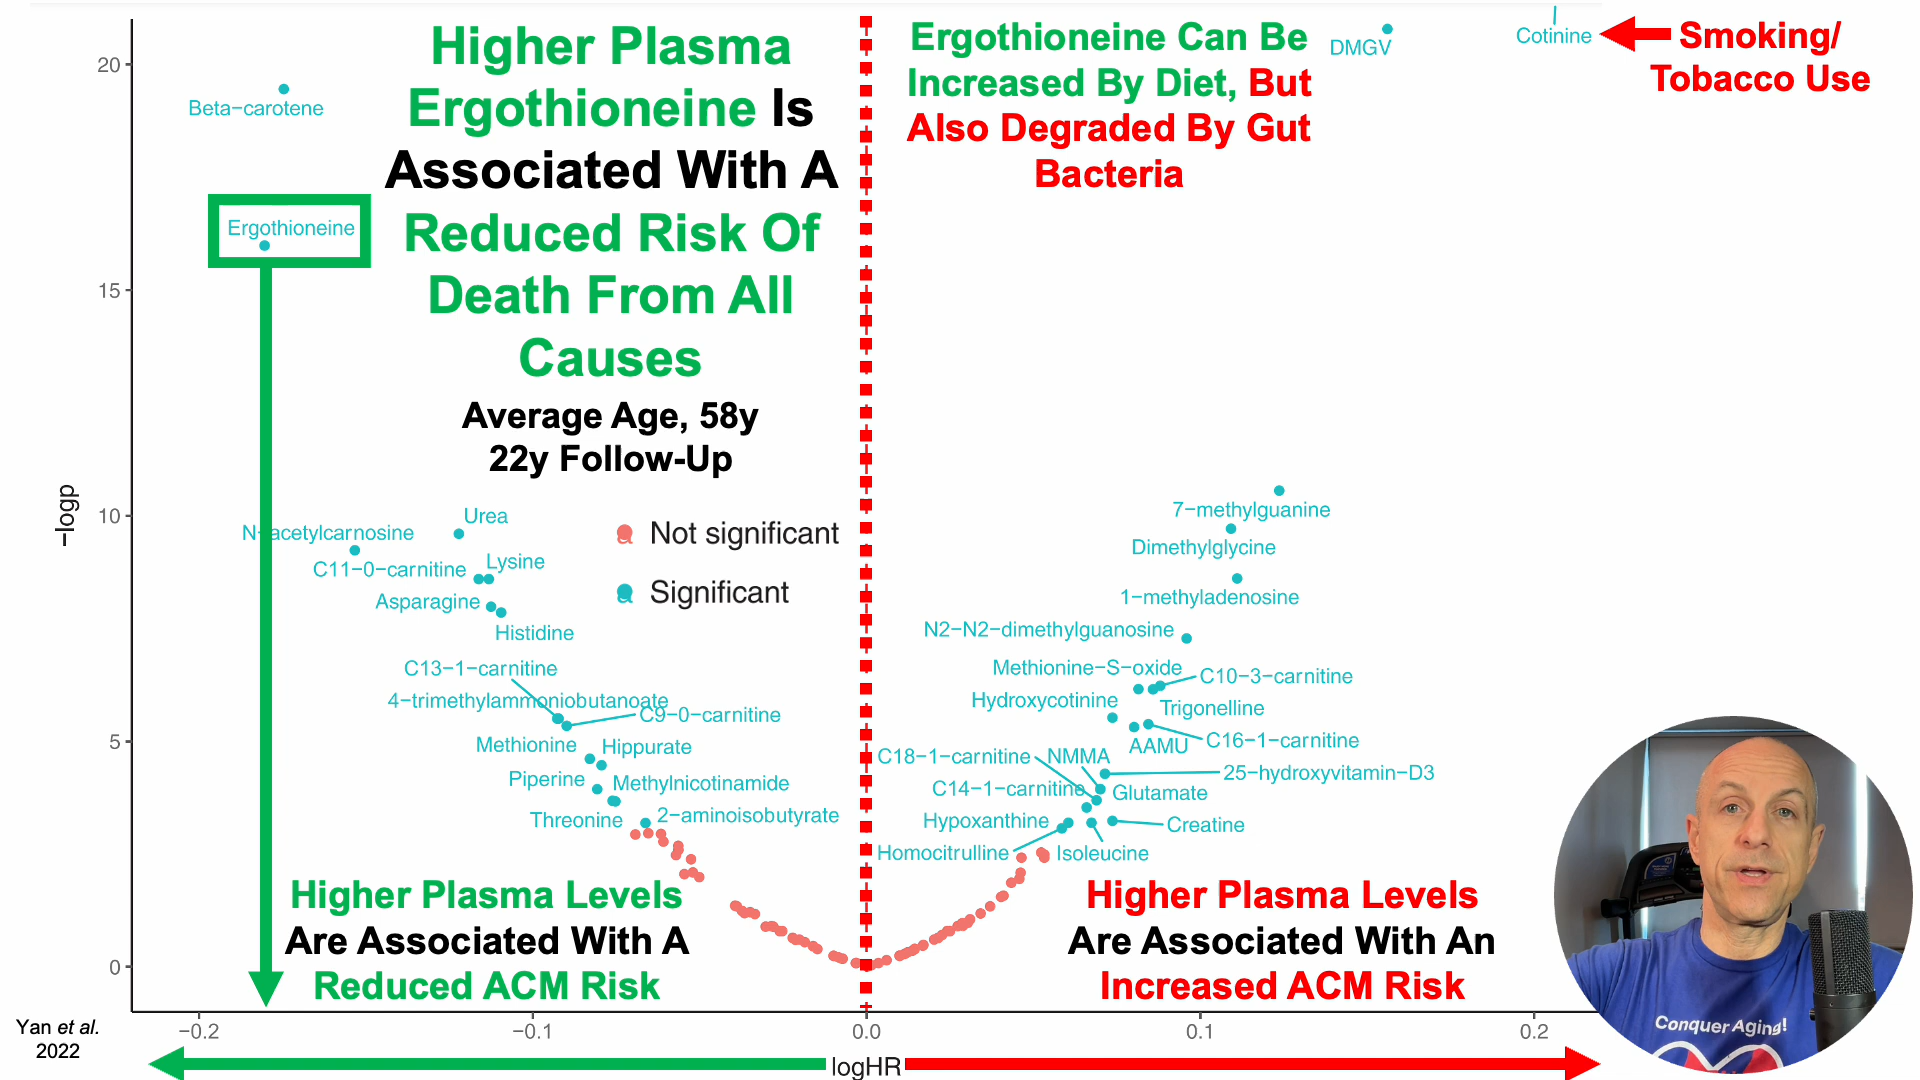 Higher Plasma
Ergothioneine Is
Associated With A
Reduced Risk Of
Death From All
Causes
Average Age, 58y
22y Follow-Up
Ergothioneine Can Be
Increased By Diet, But
Also Degraded By Gut
Bacteria
DMGV
Cotinine
Smoking/
Tobacco Use
Beta-carotene
Ergothioneine
20
15
10
5
0
-logp
Urea
N-acetylcarnosine
Lysine
C11-0-carnitine
Asparagine
Histidine
C13-1-carnitine
4-trimethylammoniobutanoate
C9-0-carnitine
Methionine
Hippurate
Piperine
Methylnicotinamide
Threonine
2-aminoisobutyrate
a Not significant
a Significant
7-methylguanine
Dimethylglycine
1-methyladenosine
N2-N2-dimethylguanosine
Methionine-S-oxide
C10-3-carnitine
Hydroxycotinine
Trigonelline
AAMU
C16-1-carnitine
C18-1-carnitine
NMMA
25-hydroxyvitamin-D3
C14-1-carnitine
Glutamate
Hypoxanthine
Creatine
Homocitrulline
Isoleucine
Higher Plasma Levels
Are Associated With A
Reduced ACM Risk
Higher Plasma Levels
Are Associated With An
Increased ACM Risk
-0.2
-0.1
0.0
0.1
0.2
logHR
Yan et al.
2022
Conquer Aging!